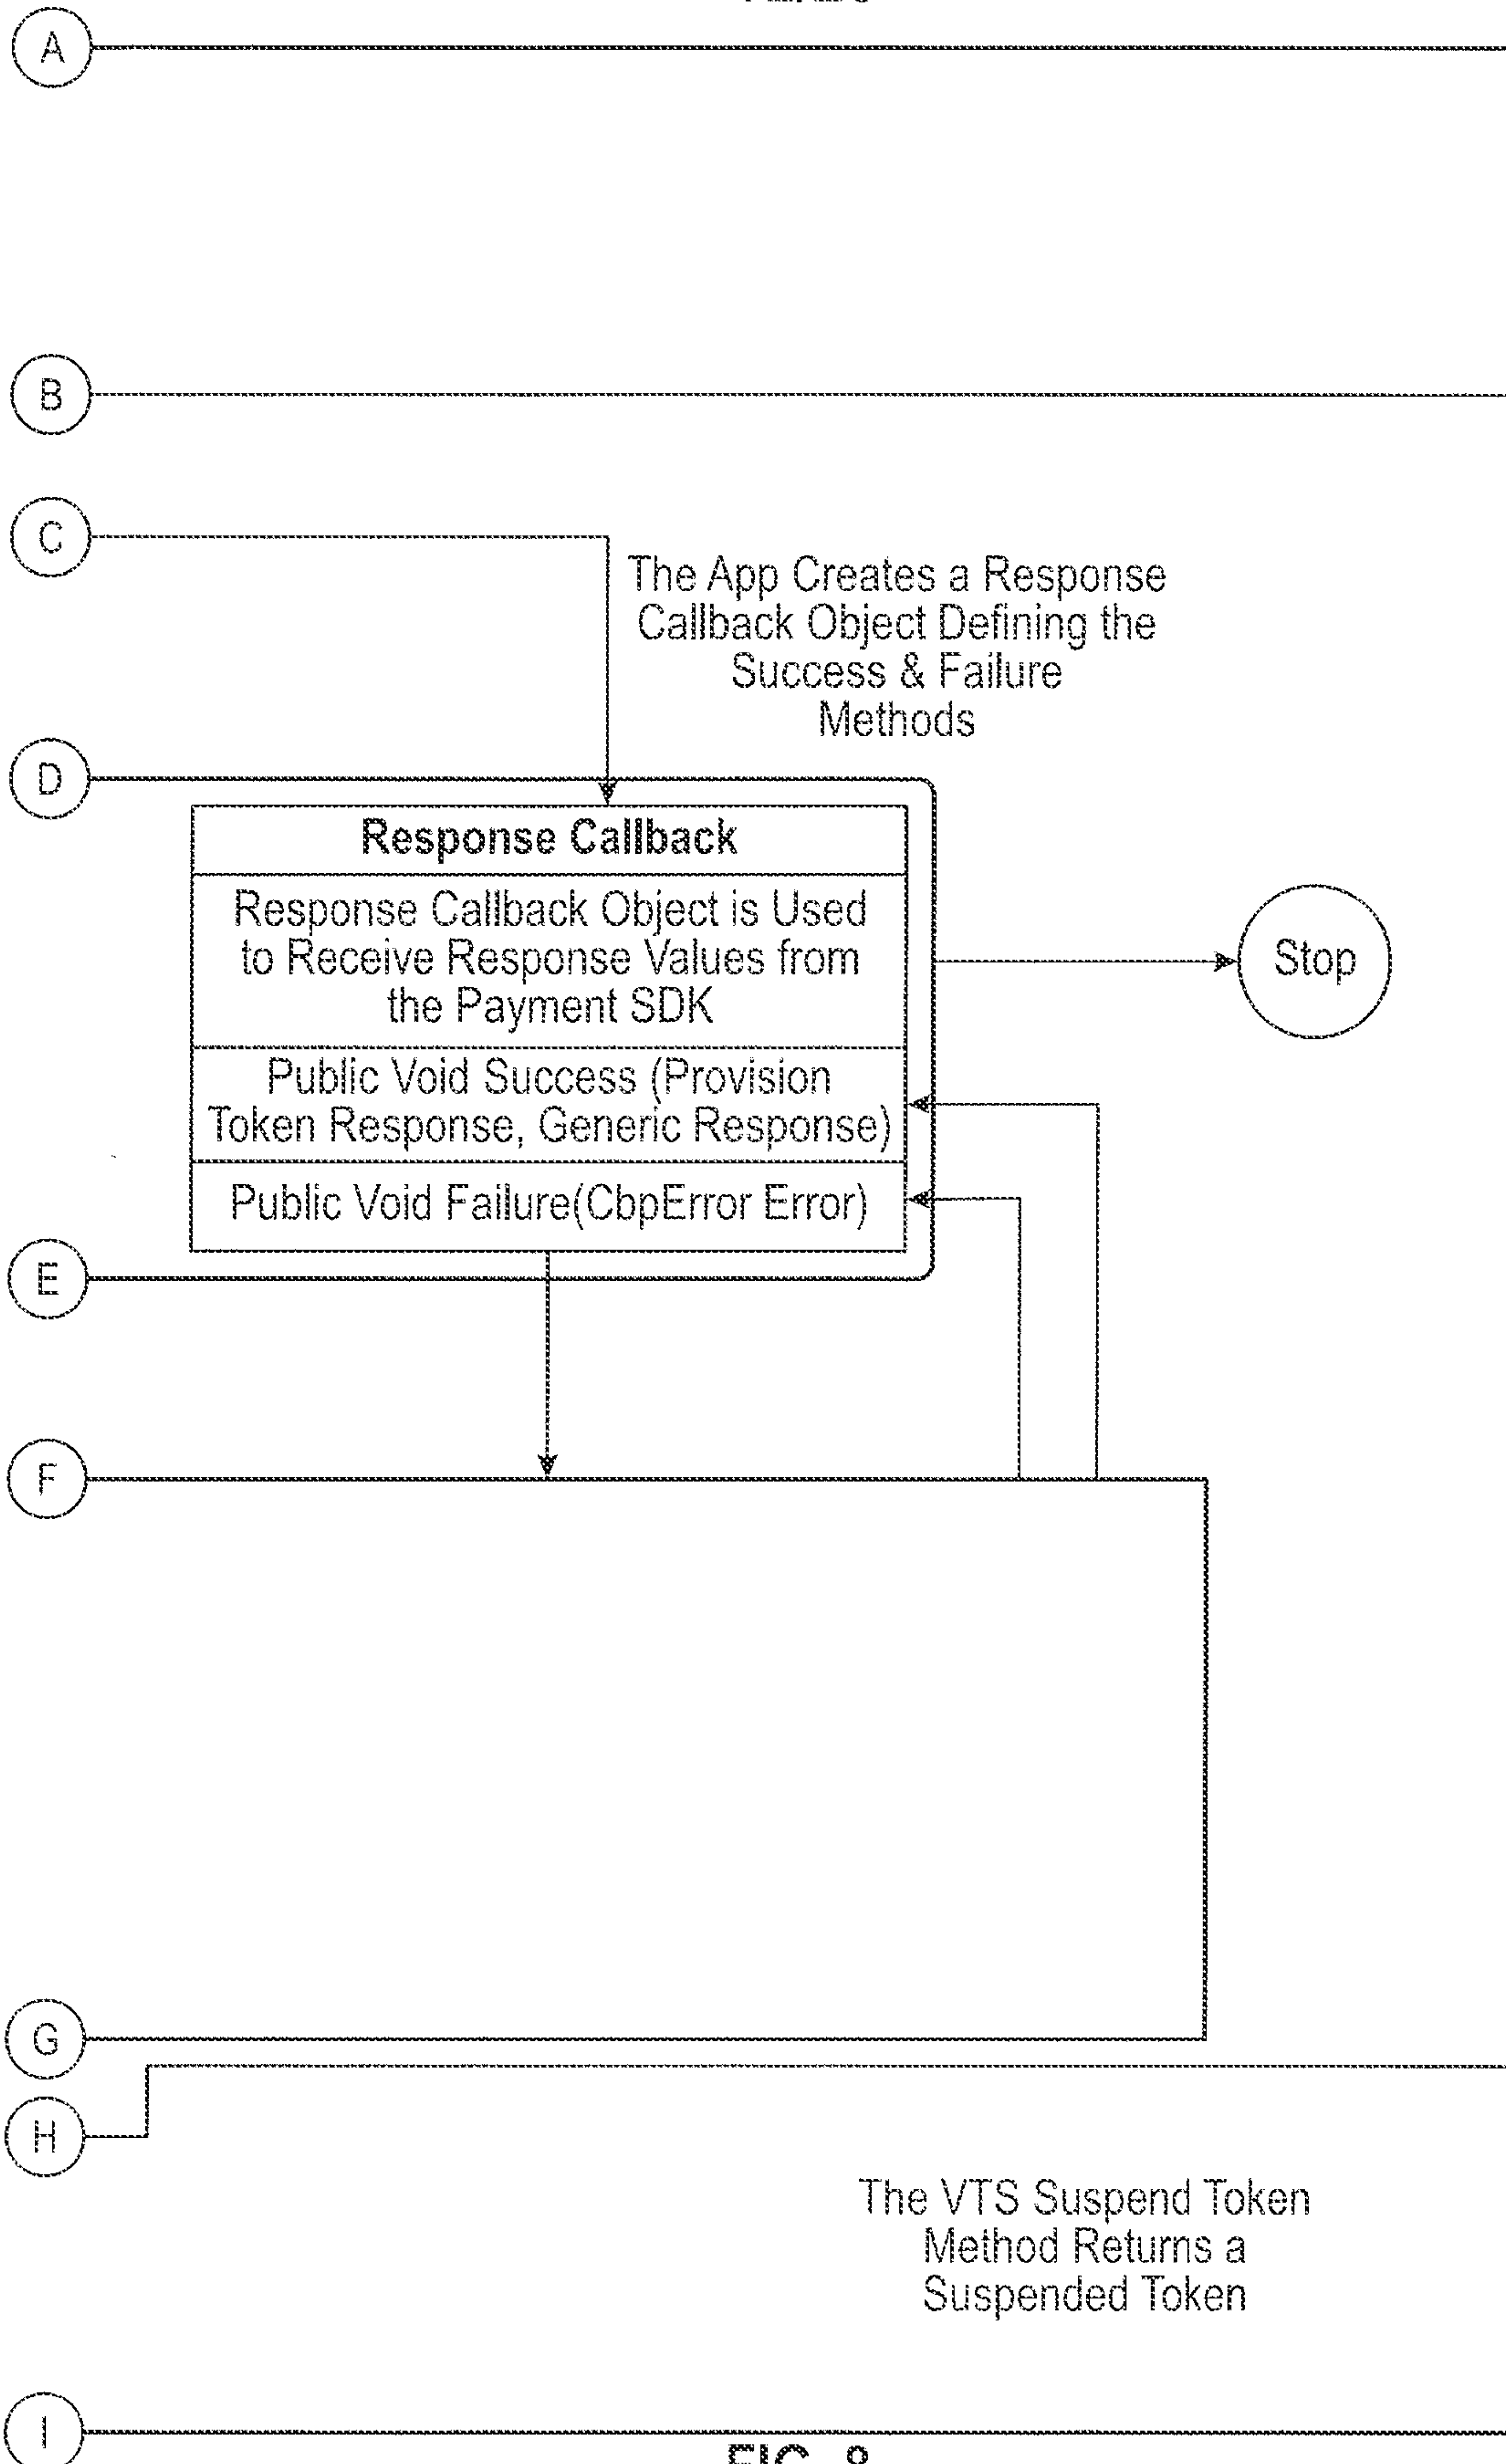 A
B
C
The App Creates a Response
Callback Object Defining the
Success & Failure
Methods
D
Response Callback
Response Callback Object is Used
to Receive Response Values from
the Payment SDK
Stop
Public Void Success (Provision
Token Response, Generic Response)
Public Void Failure(CbpError Error)
E
F
G
H
The VTS Suspend Token
Method Returns a
Suspended Token
I
FIG. 8